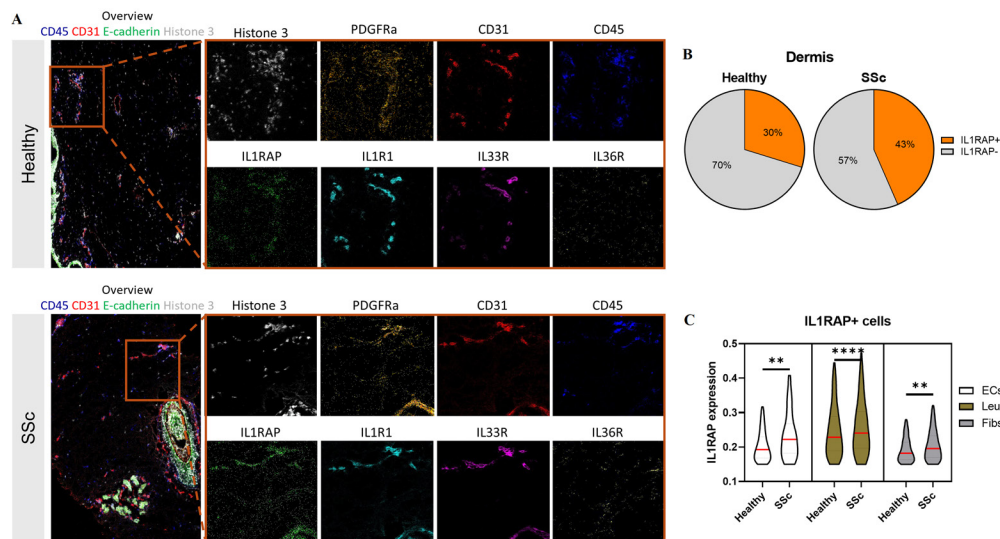 A
Overview
CD45 CD31 E-cadherin Histone 3
Healthy
Histone 3 PDGFRa CD31 CD45
IL1RAP IL1R1 IL33R IL36R
Overview
CD45 CD31 E-cadherin Histone 3
SSc
Histone 3 PDGFRa CD31 CD45
IL1RAP IL1R1 IL33R IL36R
B
Dermis
Healthy SSc
30%
70%
43%
57%
IL1RAP+
IL1RAP-
C
IL1RAP+ cells
IL1RAP expression
0.5
0.4
0.3
0.2
0.1
** **** **
Healthy SSc Healthy SSc Healthy SSc
ECs
Leu
Fibs